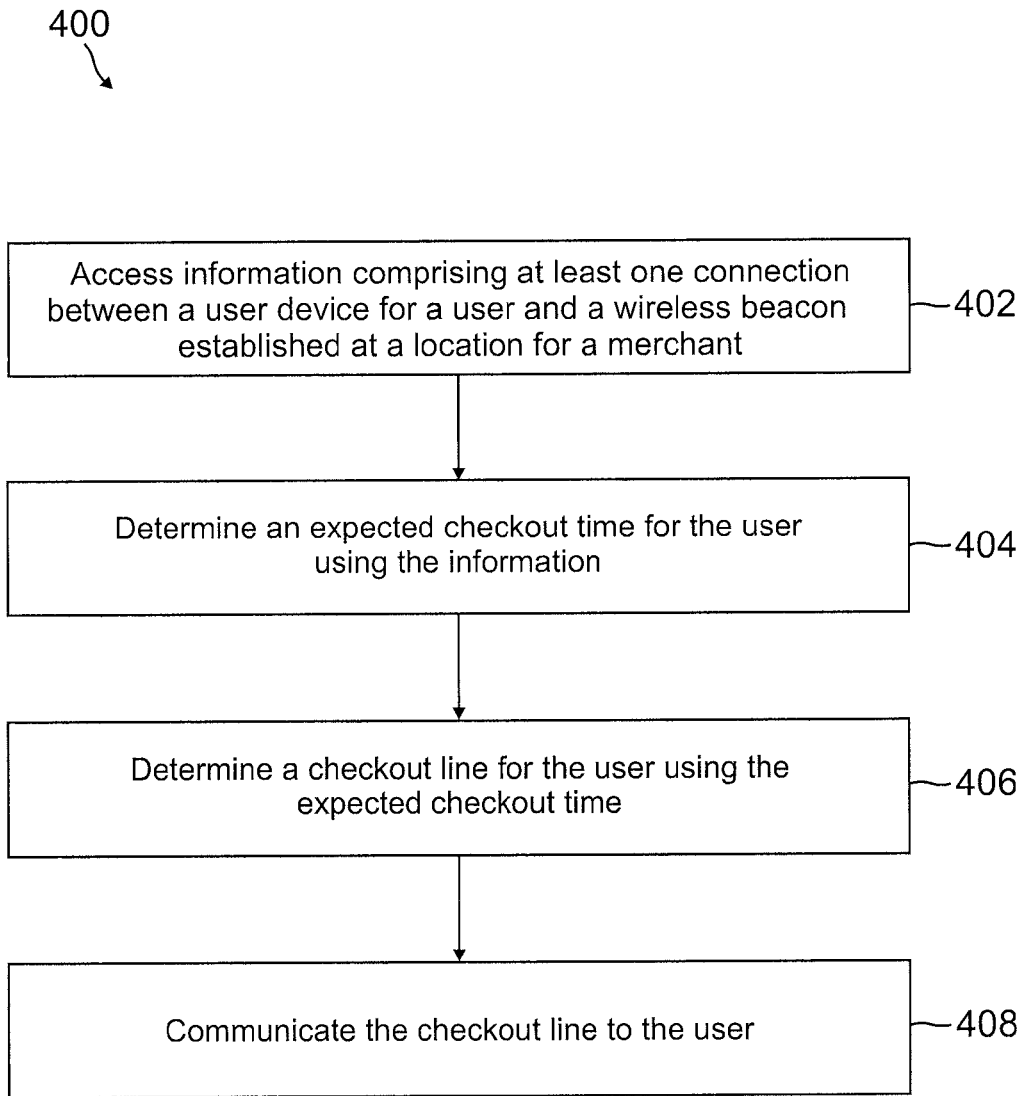 400
Access information comprising at least one connection
between a user device for a user and a wireless beacon
established at a location for a merchant
402
Determine an expected checkout time for the user
using the information
404
Determine a checkout line for the user using the
expected checkout time
406
Communicate the checkout line to the user
408